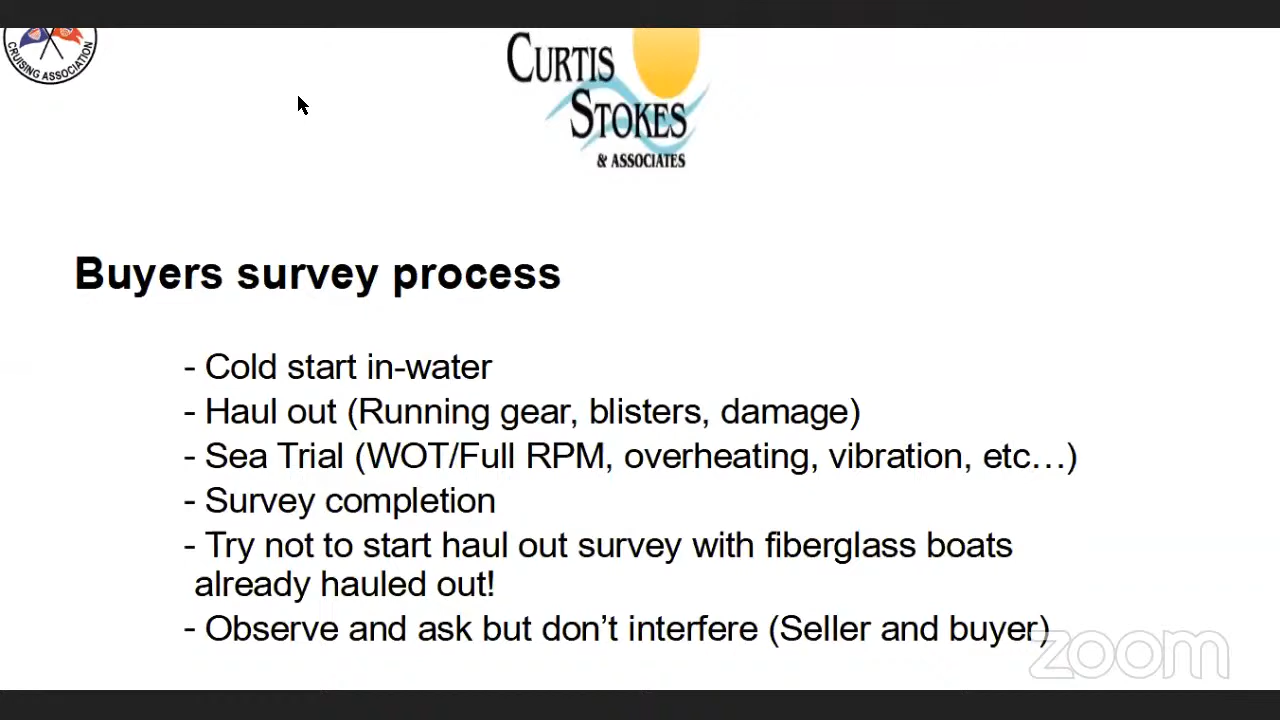 CRUISING ASSOCIATION
CURTIS
STOKES
& ASSOCIATES
Buyers survey process
- Cold start in-water
- Haul out (Running gear, blisters, damage)
- Sea Trial (WOT/Full RPM, overheating, vibration, etc…)
- Survey completion
- Try not to start haul out survey with fiberglass boats
already hauled out!
- Observe and ask but don’t interfere (Seller and buyer)
zoom